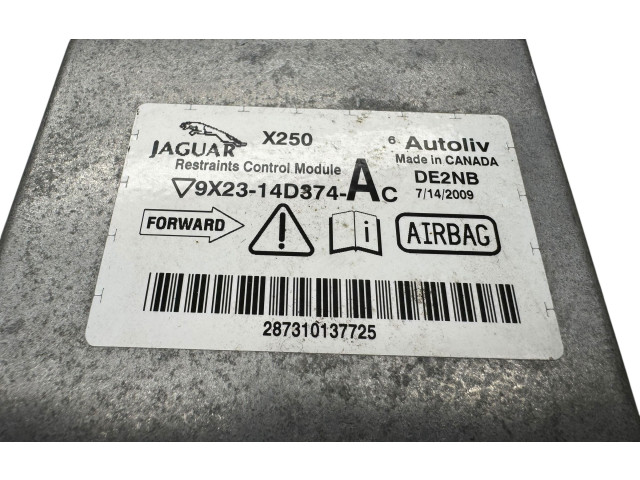 JAGUAR X250 6 Autoliv
Restraints Control Module Made in CANADA
9X23-14D374-AC DE2NB
7/14/2009
FORWARD ! i AIRBAG
287310137725